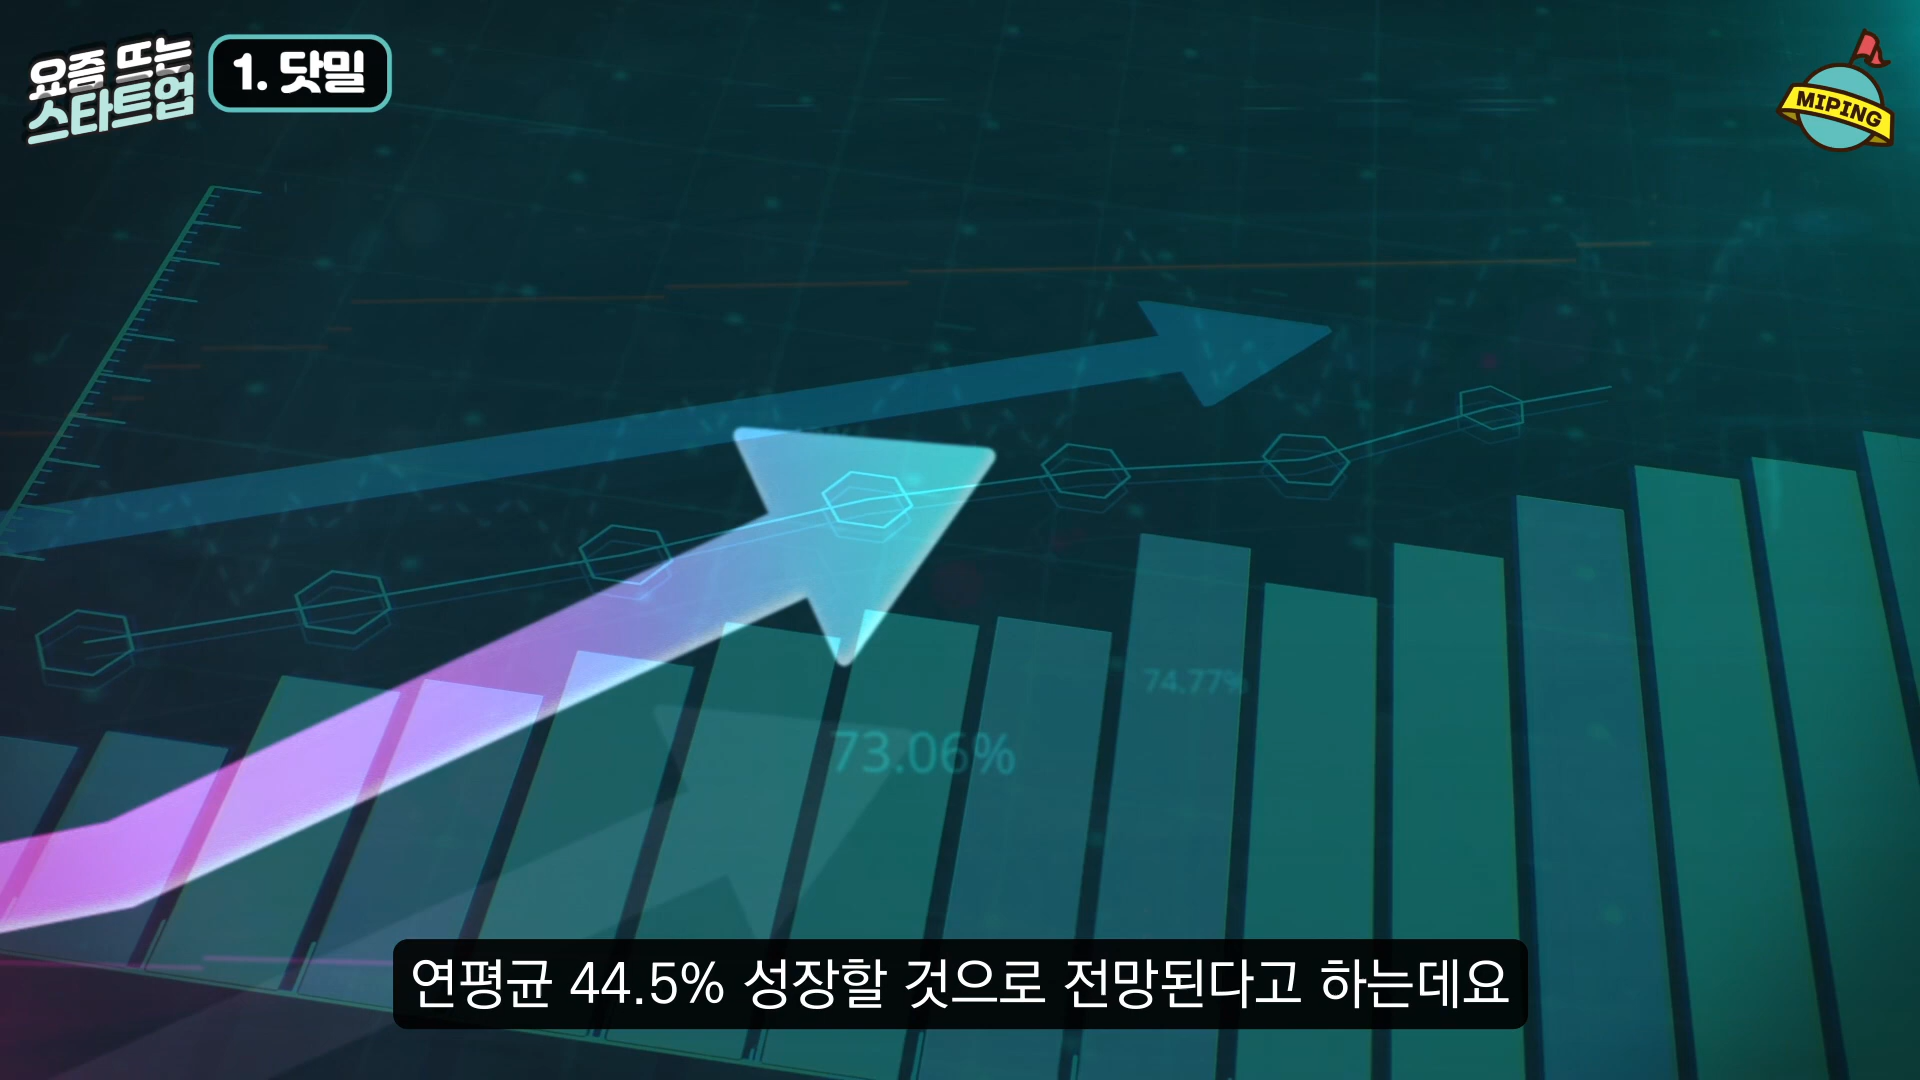 요즘 뜨는
스타트업
1. 닷밀
MIPING
74.77%
73.06%
연평균 44.5% 성장할 것으로 전망된다고 하는데요